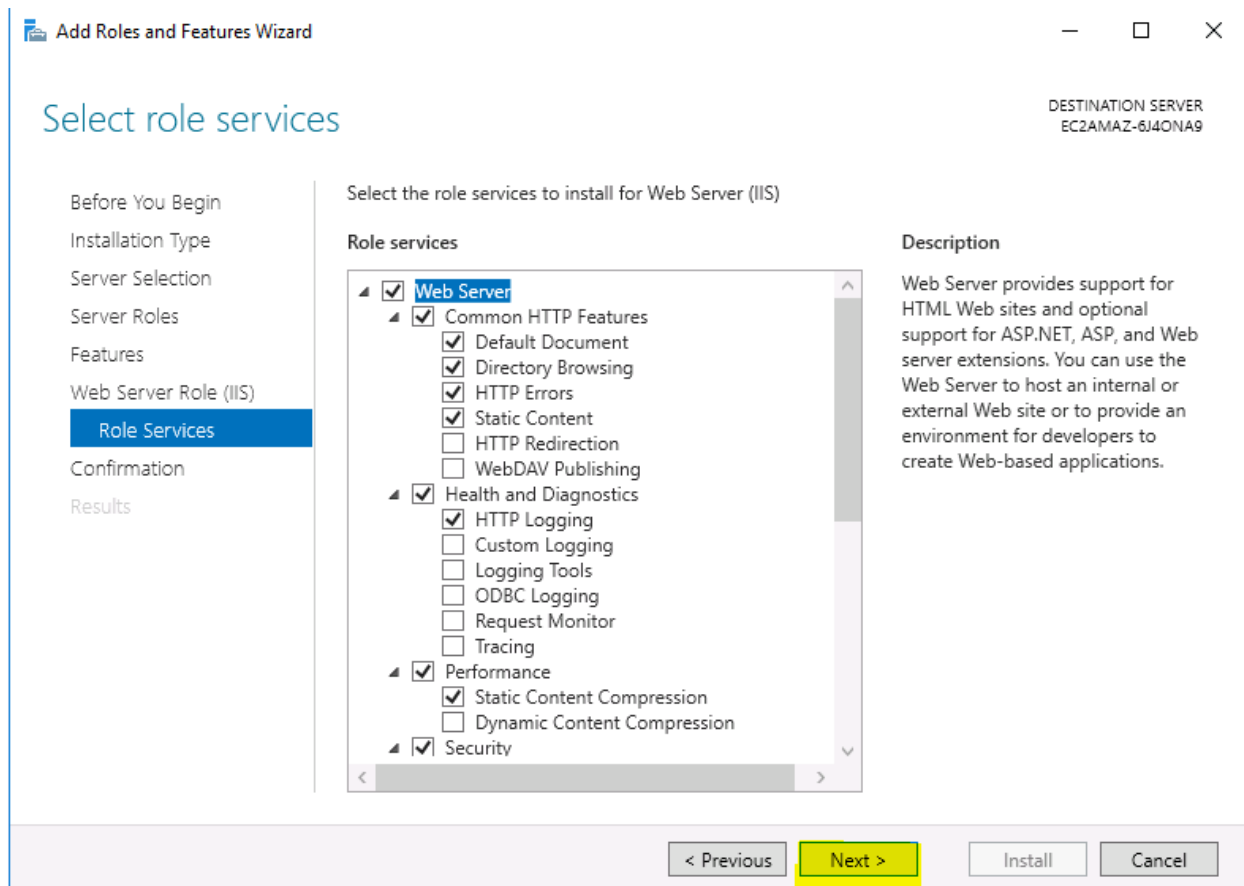 Add Roles and Features Wizard
Select role services
DESTINATION SERVER
EC2AMAZ-6J4ONA9
Before You Begin
Installation Type
Server Selection
Server Roles
Features
Web Server Role (IIS)
Role Services
Confirmation
Results
Select the role services to install for Web Server (IIS)
Role services
Web Server
Common HTTP Features
Default Document
Directory Browsing
HTTP Errors
Static Content
HTTP Redirection
WebDAV Publishing
Health and Diagnostics
HTTP Logging
Custom Logging
Logging Tools
ODBC Logging
Request Monitor
Tracing
Performance
Static Content Compression
Dynamic Content Compression
Security
Description
Web Server provides support for
HTML Web sites and optional
support for ASP.NET, ASP, and Web
server extensions. You can use the
Web Server to host an internal or
external Web site or to provide an
environment for developers to
create Web-based applications.
< Previous
Next >
Install
Cancel